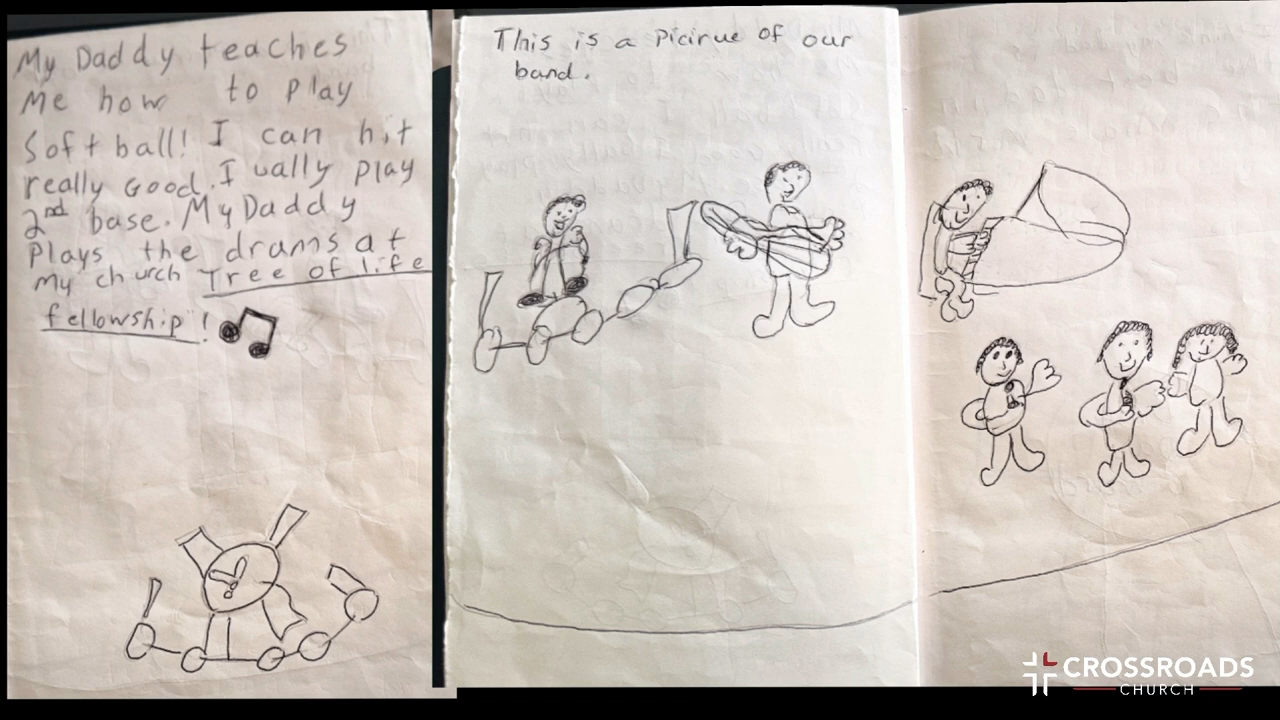 My Daddy teaches
Me how to play
Softball! I can hit
really Good. I ually play
2nd base. My Daddy
Plays the drums at
my church Tree of life
fellowship!
This is a Picirue of our
band.
CROSSROADS
CHURCH